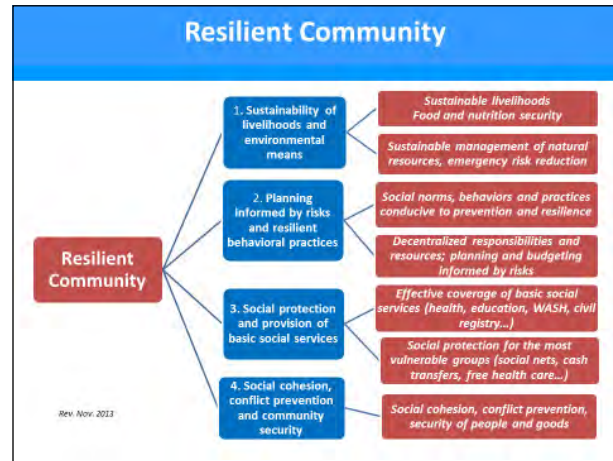 Resilient Community
1. Sustainability of
livelihoods and
environmental
means
Sustainable livelihoods
Food and nutrition security
Sustainable management of natural
resources, emergency risk reduction
2. Planning
informed by risks
and resilient
behavioral practices
Social norms, behaviors and practices
conducive to prevention and resilience
Decentralized responsibilities and
resources; planning and budgeting
informed by risks
Resilient
Community
3. Social protection
and provision of
basic social services
Effective coverage of basic social
services (health, education, WASH, civil
registry...)
Social protection for the most
vulnerable groups (social nets, cash
transfers, free health care...)
4. Social cohesion,
conflict prevention
and community
security
Social cohesion, conflict prevention,
security of people and goods
Rev. Nov. 2013